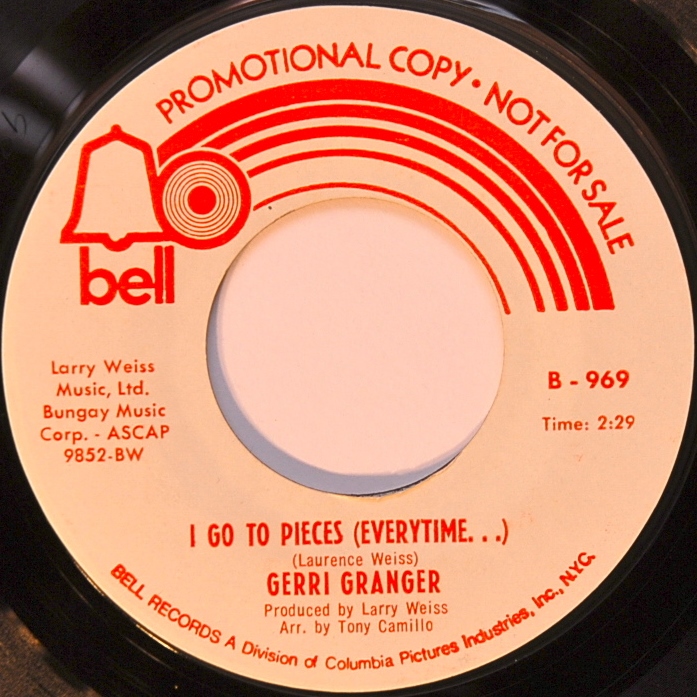 PROMOTIONAL COPY • NOT FOR SALE
bell
Larry Weiss
Music, Ltd.
Bungay Music
Corp. - ASCAP
9852-BW
B - 969
Time: 2:29
I GO TO PIECES (EVERYTIME. . .)
(Laurence Weiss)
GERRI GRANGER
Produced by Larry Weiss
Arr. by Tony Camillo
BELL RECORDS A Division of Columbia Pictures Industries, Inc., N.Y.C.